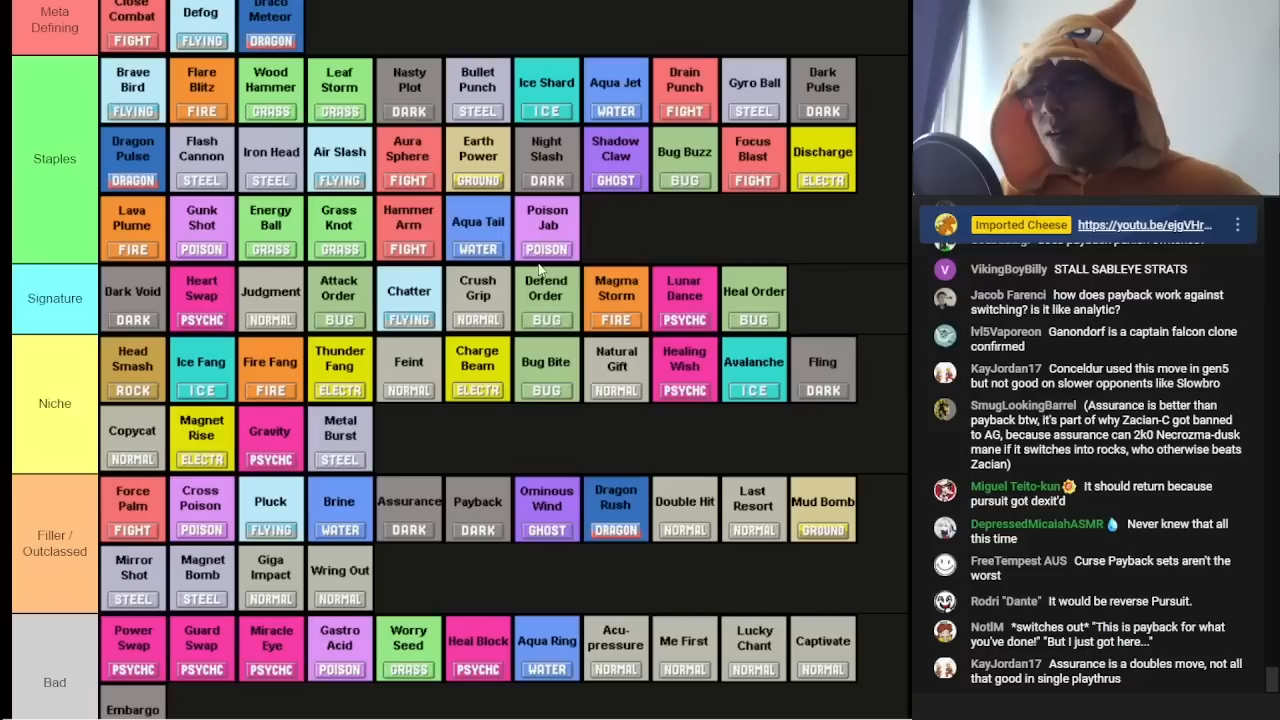 Meta
Defining
Close
Combat
FIGHT
Defog
FLYING
Draco
Meteor
DRAGON
Staples
Brave
Bird
FLYING
Flare
Blitz
FIRE
Wood
Hammer
GRASS
Leaf
Storm
GRASS
Nasty
Plot
DARK
Bullet
Punch
STEEL
Ice Shard
ICE
Aqua Jet
WATER
Drain
Punch
FIGHT
Gyro Ball
STEEL
Dark
Pulse
DARK
Dragon
Pulse
DRAGON
Flash
Cannon
STEEL
Iron Head
STEEL
Air Slash
FLYING
Aura
Sphere
FIGHT
Earth
Power
GROUND
Night
Slash
DARK
Shadow
Claw
GHOST
Bug Buzz
BUG
Focus
Blast
FIGHT
Discharge
ELECTR
Lava
Plume
FIRE
Gunk
Shot
POISON
Energy
Ball
GRASS
Grass
Knot
GRASS
Hammer
Arm
FIGHT
Aqua Tail
WATER
Poison
Jab
POISON
Signature
Dark Void
DARK
Heart
Swap
PSYCHC
Judgment
NORMAL
Attack
Order
BUG
Chatter
FLYING
Crush
Grip
NORMAL
Defend
Order
BUG
Magma
Storm
FIRE
Lunar
Dance
PSYCHC
Heal Order
BUG
Niche
Head
Smash
ROCK
Ice Fang
ICE
Fire Fang
FIRE
Thunder
Fang
ELECTR
Feint
NORMAL
Charge
Beam
ELECTR
Bug Bite
BUG
Natural
Gift
NORMAL
Healing
Wish
PSYCHC
Avalanche
ICE
Fling
DARK
Copycat
NORMAL
Magnet
Rise
ELECTR
Gravity
PSYCHC
Metal
Burst
STEEL
Filler /
Outclassed
Force
Palm
FIGHT
Cross
Poison
POISON
Pluck
FLYING
Brine
WATER
Assurance
DARK
Payback
DARK
Ominous
Wind
GHOST
Dragon
Rush
DRAGON
Double Hit
NORMAL
Last
Resort
NORMAL
Mud Bomb
GROUND
Mirror
Shot
STEEL
Magnet
Bomb
STEEL
Giga
Impact
NORMAL
Wring Out
NORMAL
Bad
Power
Swap
PSYCHC
Guard
Swap
PSYCHC
Miracle
Eye
PSYCHC
Gastro
Acid
POISON
Worry
Seed
GRASS
Heal Block
PSYCHC
Aqua Ring
WATER
Acu-
pressure
NORMAL
Me First
NORMAL
Lucky
Chant
NORMAL
Captivate
NORMAL
Embargo
Imported Cheese https://youtu.be/ejgVHr...
VikingBoyBilly STALL SABLEYE STRATS
Jacob Farenci how does payback work against
switching? is it like analytic?
lvl5Vaporeon Ganondorf is a captain falcon clone
confirmed
KayJordan17 Conceldur used this move in gen5
but not good on slower opponents like Slowbro
SmugLookingBarrel (Assurance is better than
payback btw, it's part of why Zacian-C got banned
to AG, because assurance can 2k0 Necrozma-dusk
mane if it switches into rocks, who otherwise beats
Zacian)
Miguel Teito-kun It should return because
pursuit got dexit'd
DepressedMicaiahASMR Never knew that all
this time
FreeTempest AUS Curse Payback sets aren't the
worst
Rodri "Dante" It would be reverse Pursuit.
NotIM *switches out* "This is payback for what
you've done!" "But I just got here..."
KayJordan17 Assurance is a doubles move, not all
that good in single playthrus